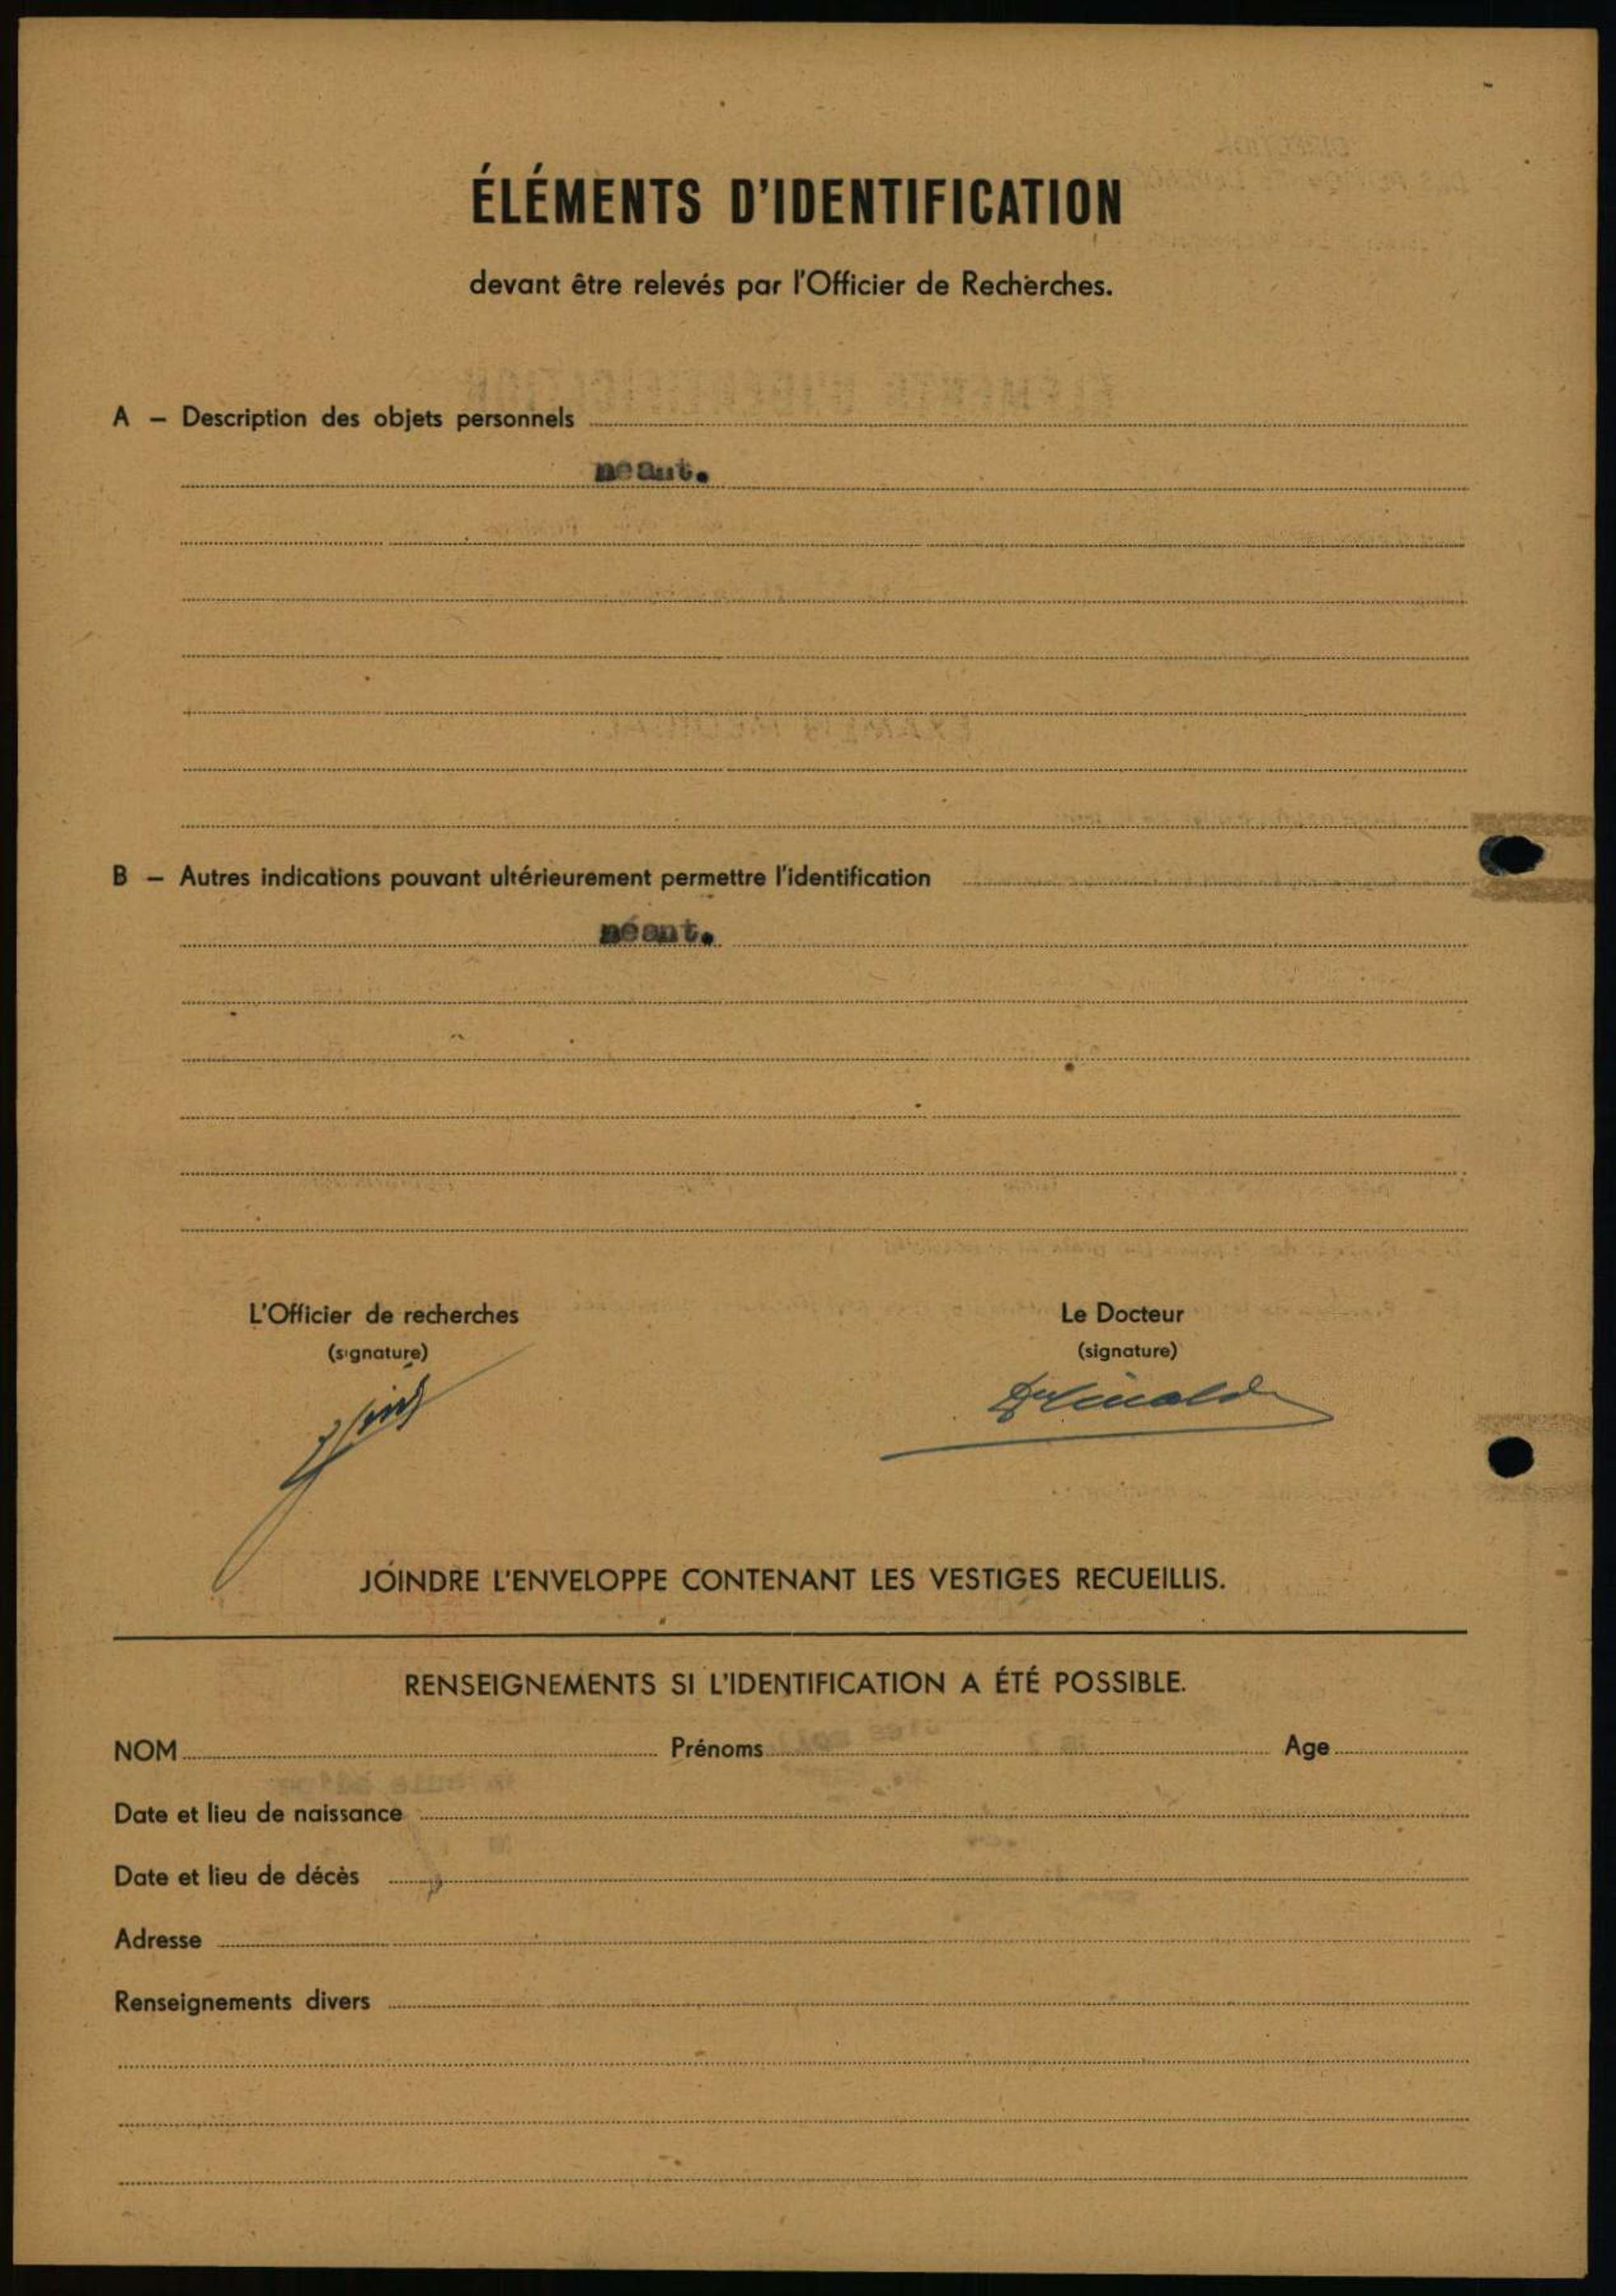 ÉLÉMENTS D'IDENTIFICATION
devant être relevés par l'Officier de Recherches.
A — Description des objets personnels
néant.
B — Autres indications pouvant ultérieurement permettre l'identification
néant.
L'Officier de recherches
Le Docteur
(signature)
(signature)
JOINDRE L'ENVELOPPE CONTENANT LES VESTIGES RECUEILLIS.
RENSEIGNEMENTS SI L'IDENTIFICATION A ÉTÉ POSSIBLE.
NOM Prénoms Age
Date et lieu de naissance
Date et lieu de décès
Adresse
Renseignements divers